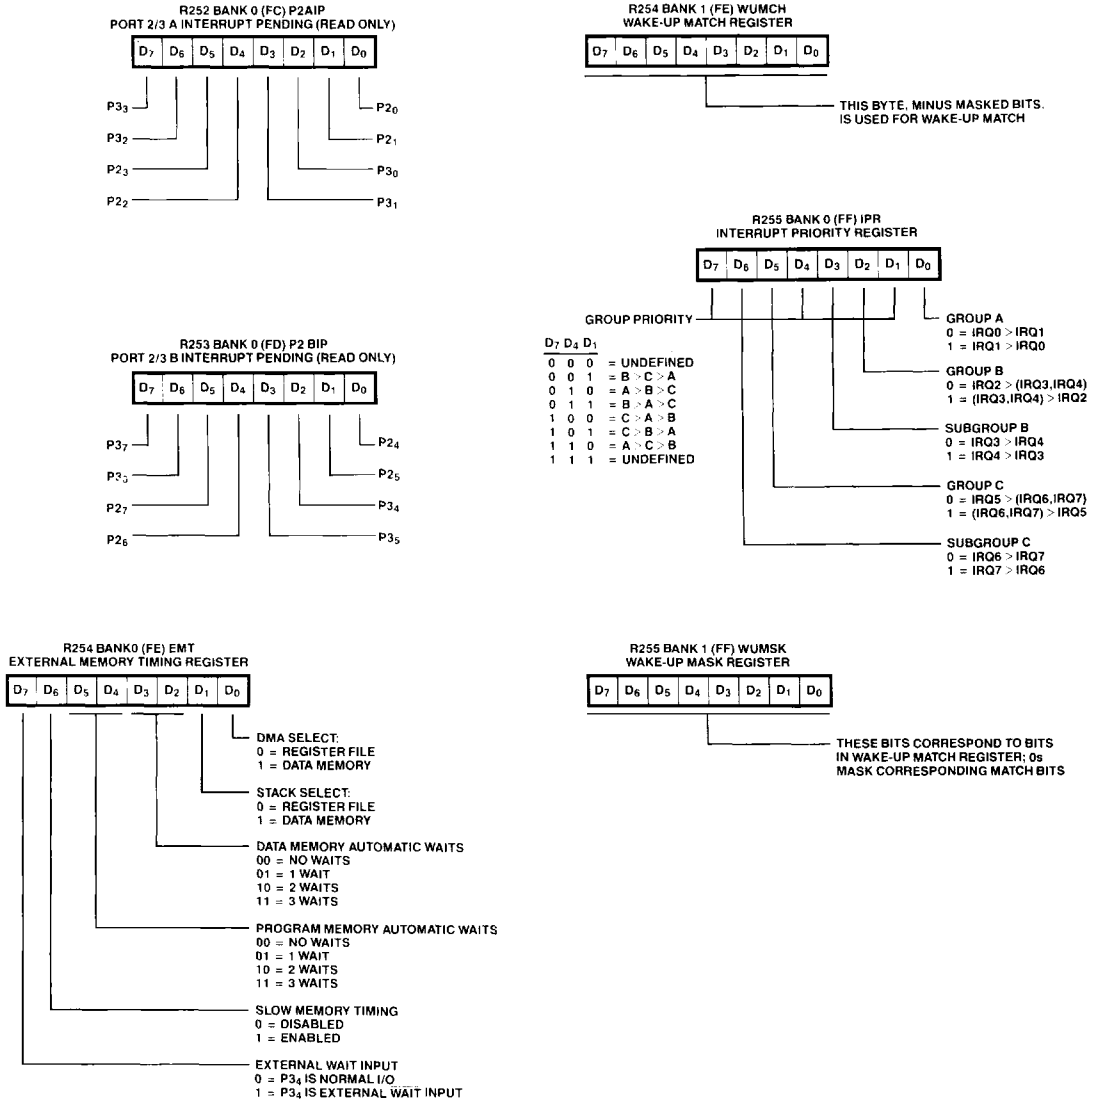 R252 BANK 0 (FC) P2AIP
PORT 2/3 A INTERRUPT PENDING (READ ONLY)
D7 D6 D5 D4 D3 D2 D1 D0
P33
P20
P32
P21
P23
P30
P22
P31
R253 BANK 0 (FD) P2 BIP
PORT 2/3 B INTERRUPT PENDING (READ ONLY)
D7 D6 D5 D4 D3 D2 D1 D0
P37
P24
P25
P27
P34
P26
P35
R254 BANK0 (FE) EMT
EXTERNAL MEMORY TIMING REGISTER
D7 D6 D5 D4 D3 D2 D1 D0
DMA SELECT:
0 = REGISTER FILE
1 = DATA MEMORY
STACK SELECT:
0 = REGISTER FILE
1 = DATA MEMORY
DATA MEMORY AUTOMATIC WAITS
00 = NO WAITS
01 = 1 WAIT
10 = 2 WAITS
11 = 3 WAITS
PROGRAM MEMORY AUTOMATIC WAITS
00 = NO WAITS
01 = 1 WAIT
10 = 2 WAITS
11 = 3 WAITS
SLOW MEMORY TIMING
0 = DISABLED
1 = ENABLED
EXTERNAL WAIT INPUT
0 = P34 IS NORMAL I/O
1 = P34 IS EXTERNAL WAIT INPUT
R254 BANK 1 (FE) WUMCH
WAKE-UP MATCH REGISTER
D7 D6 D5 D4 D3 D2 D1 D0
THIS BYTE, MINUS MASKED BITS,
IS USED FOR WAKE-UP MATCH
R255 BANK 0 (FF) IPR
INTERRUPT PRIORITY REGISTER
D7 D6 D5 D4 D3 D2 D1 D0
GROUP PRIORITY
D7 D4 D1
0 0 0 = UNDEFINED
0 0 1 = B > C > A
0 1 0 = A > B > C
0 1 1 = B > A > C
1 0 0 = C > A > B
1 0 1 = C > B > A
1 1 0 = A > C > B
1 1 1 = UNDEFINED
GROUP A
0 = IRQ0 > IRQ1
1 = IRQ1 > IRQ0
GROUP B
0 = IRQ2 > (IRQ3,IRQ4)
1 = (IRQ3,IRQ4) > IRQ2
SUBGROUP B
0 = IRQ3 > IRQ4
1 = IRQ4 > IRQ3
GROUP C
0 = IRQ5 > (IRQ6,IRQ7)
1 = (IRQ6,IRQ7) > IRQ5
SUBGROUP C
0 = IRQ6 > IRQ7
1 = IRQ7 > IRQ6
R255 BANK 1 (FF) WUMSK
WAKE-UP MASK REGISTER
D7 D6 D5 D4 D3 D2 D1 D0
THESE BITS CORRESPOND TO BITS
IN WAKE-UP MATCH REGISTER; 0s
MASK CORRESPONDING MATCH BITS